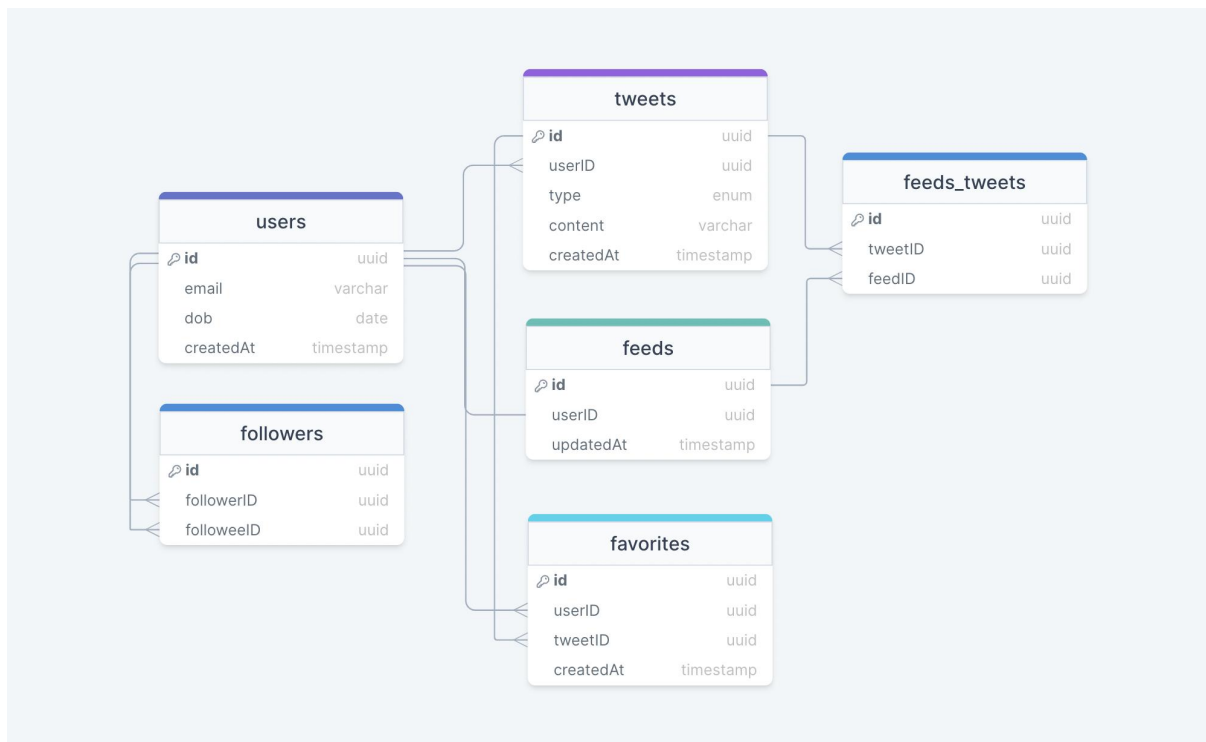 users
id uuid
email varchar
dob date
createdAt timestamp
followers
id uuid
followerID uuid
followeeID uuid
tweets
id uuid
userID uuid
type enum
content varchar
createdAt timestamp
feeds
id uuid
userID uuid
updatedAt timestamp
favorites
id uuid
userID uuid
tweetID uuid
createdAt timestamp
feeds_tweets
id uuid
tweetID uuid
feedID uuid